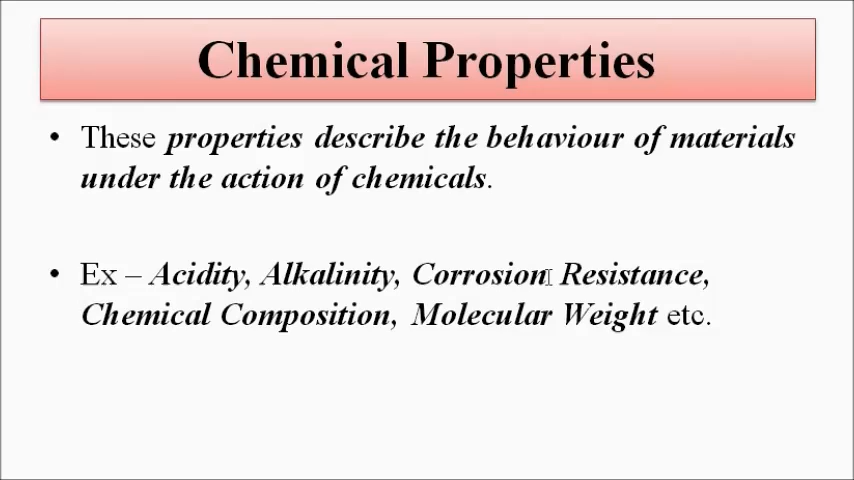 Chemical Properties
• These properties describe the behaviour of materials
under the action of chemicals.
• Ex – Acidity, Alkalinity, Corrosion Resistance,
Chemical Composition, Molecular Weight etc.